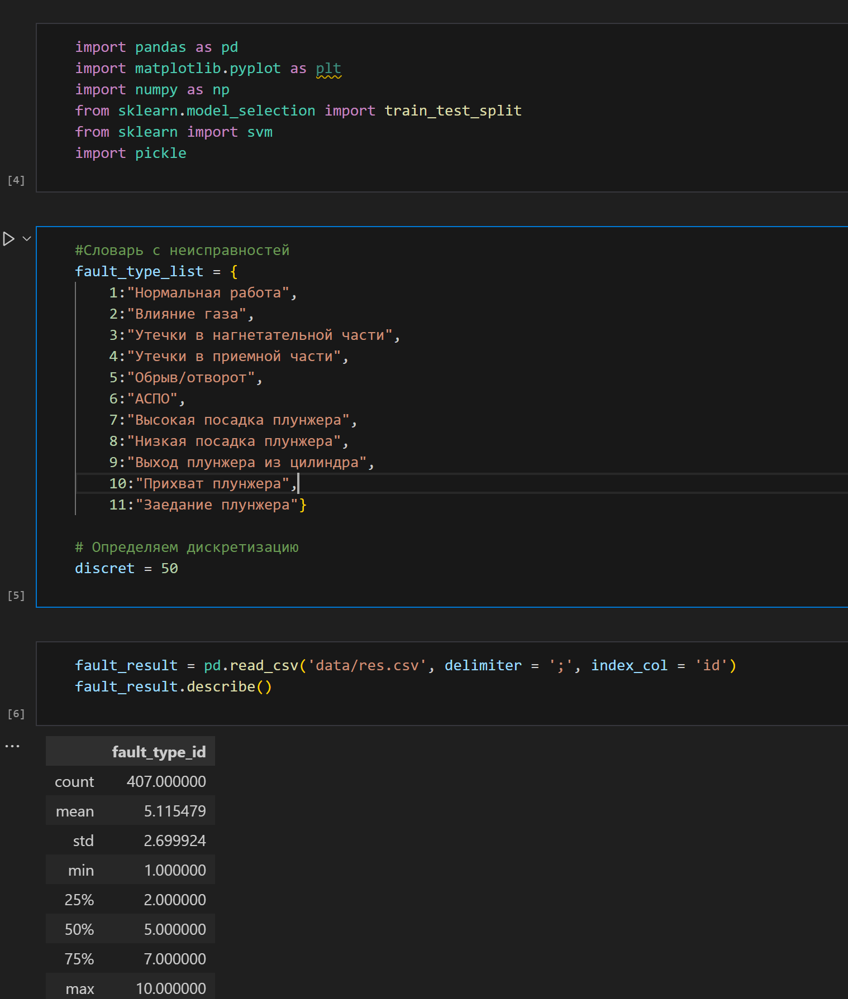 import pandas as pd
import matplotlib.pyplot as plt
import numpy as np
from sklearn.model_selection import train_test_split
from sklearn import svm
import pickle
[4]
#Словарь с неисправностей
fault_type_list = {
1:"Нормальная работа",
2:"Влияние газа",
3:"Утечки в нагнетательной части",
4:"Утечки в приемной части",
5:"Обрыв/отворот",
6:"АСПО",
7:"Высокая посадка плунжера",
8:"Низкая посадка плунжера",
9:"Выход плунжера из цилиндра",
10:"Прихват плунжера",
11:"Заедание плунжера"}
# Определяем дискретизацию
discret = 50
[5]
fault_result = pd.read_csv('data/res.csv', delimiter = ';', index_col = 'id')
fault_result.describe()
[6]
...
fault_type_id
count 407.000000
mean 5.115479
std 2.699924
min 1.000000
25% 2.000000
50% 5.000000
75% 7.000000
max 10.000000